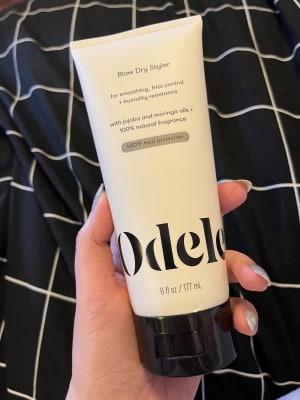 Blow Dry Styler
for smoothing, frizz control
+ humidity resistance
with jojoba and moringa oils +
100% natural fragrance
450°F heat protection
Odele
6 fl oz / 177 mL